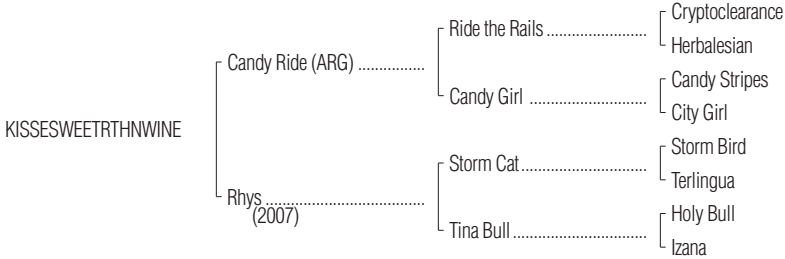 Cryptoclearance
Ride the Rails ..........................
Herbalesian
Candy Ride (ARG) ................
Candy Stripes
Candy Girl ..............................
City Girl
KISSESWEETRTHNWINE
Storm Bird
Storm Cat ................................
Terlingua
Rhys .........................................
(2007)
Holy Bull
Tina Bull ..................................
Izana